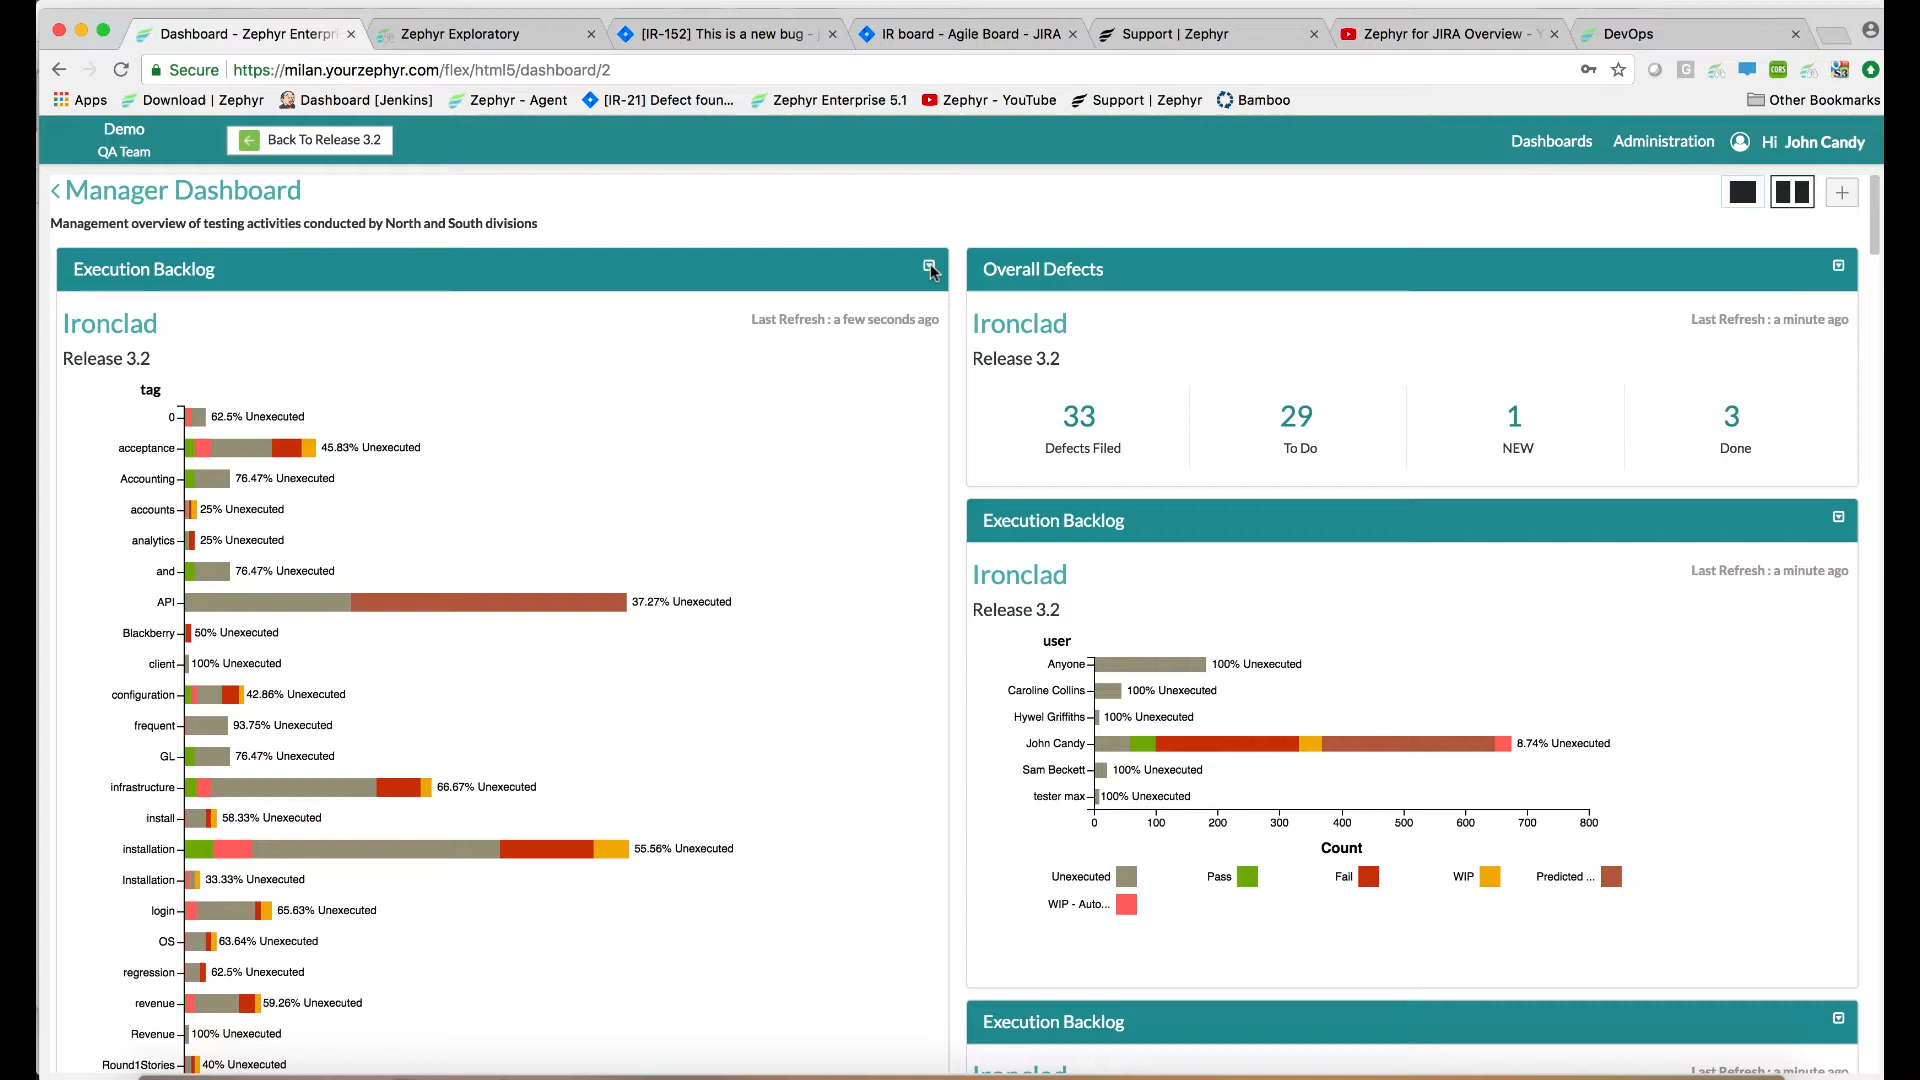 Dashboard - Zephyr Enterpri
Zephyr Exploratory
[IR-152] This is a new bug -
IR board - Agile Board - JIRA
Support | Zephyr
Zephyr for JIRA Overview -
DevOps
Secure
https://milan.yourzephyr.com/flex/html5/dashboard/2
Apps
Download | Zephyr
Dashboard [Jenkins]
Zephyr - Agent
[IR-21] Defect foun...
Zephyr Enterprise 5.1
Zephyr - YouTube
Support | Zephyr
Bamboo
Other Bookmarks
Demo
QA Team
Back To Release 3.2
Dashboards
Administration
Hi John Candy
Manager Dashboard
Management overview of testing activities conducted by North and South divisions
Execution Backlog
Ironclad
Last Refresh : a few seconds ago
Release 3.2
tag
0 62.5% Unexecuted
acceptance 45.83% Unexecuted
Accounting 76.47% Unexecuted
accounts 25% Unexecuted
analytics 25% Unexecuted
and 76.47% Unexecuted
API 37.27% Unexecuted
Blackberry 50% Unexecuted
client 100% Unexecuted
configuration 42.86% Unexecuted
frequent 93.75% Unexecuted
GL 76.47% Unexecuted
infrastructure 66.67% Unexecuted
install 58.33% Unexecuted
installation 55.56% Unexecuted
Installation 33.33% Unexecuted
login 65.63% Unexecuted
OS 63.64% Unexecuted
regression 62.5% Unexecuted
revenue 59.26% Unexecuted
Revenue 100% Unexecuted
Round1Stories 40% Unexecuted
Overall Defects
Ironclad
Last Refresh : a minute ago
Release 3.2
33 29 1 3
Defects Filed To Do NEW Done
Execution Backlog
Ironclad
Last Refresh : a minute ago
Release 3.2
user
Anyone 100% Unexecuted
Caroline Collins 100% Unexecuted
Hywel Griffiths 100% Unexecuted
John Candy 8.74% Unexecuted
Sam Beckett 100% Unexecuted
tester max 100% Unexecuted
0 100 200 300 400 500 600 700 800
Count
Unexecuted Pass Fail WIP Predicted ...
WIP - Auto...
Execution Backlog
Ironclad
Last Refresh : a minute ago